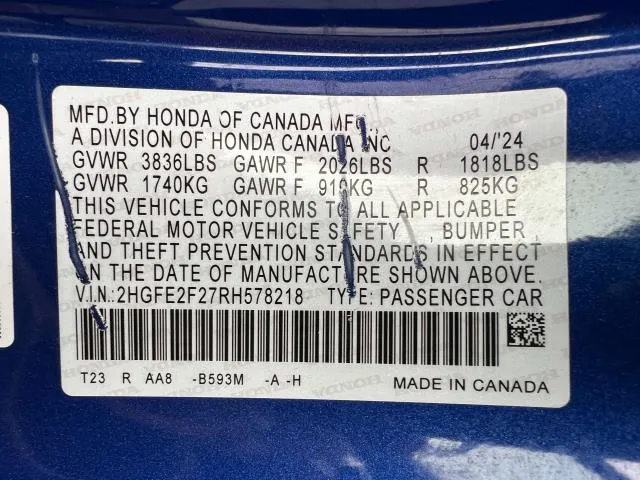 MFD.BY HONDA OF CANADA MFG.,
A DIVISION OF HONDA CANADA INC 04/'24
GVWR 3836LBS GAWR F 2026LBS R 1818LBS
GVWR 1740KG GAWR F 919KG R 825KG
THIS VEHICLE CONFORMS TO ALL APPLICABLE
FEDERAL MOTOR VEHICLE SAFETY , BUMPER ,
AND THEFT PREVENTION STANDARDS IN EFFECT
ON THE DATE OF MANUFACTURE SHOWN ABOVE.
V.I.N.:2HGFE2F27RH578218 TYPE: PASSENGER CAR
T23 R AA8 -B593M -A -H MADE IN CANADA